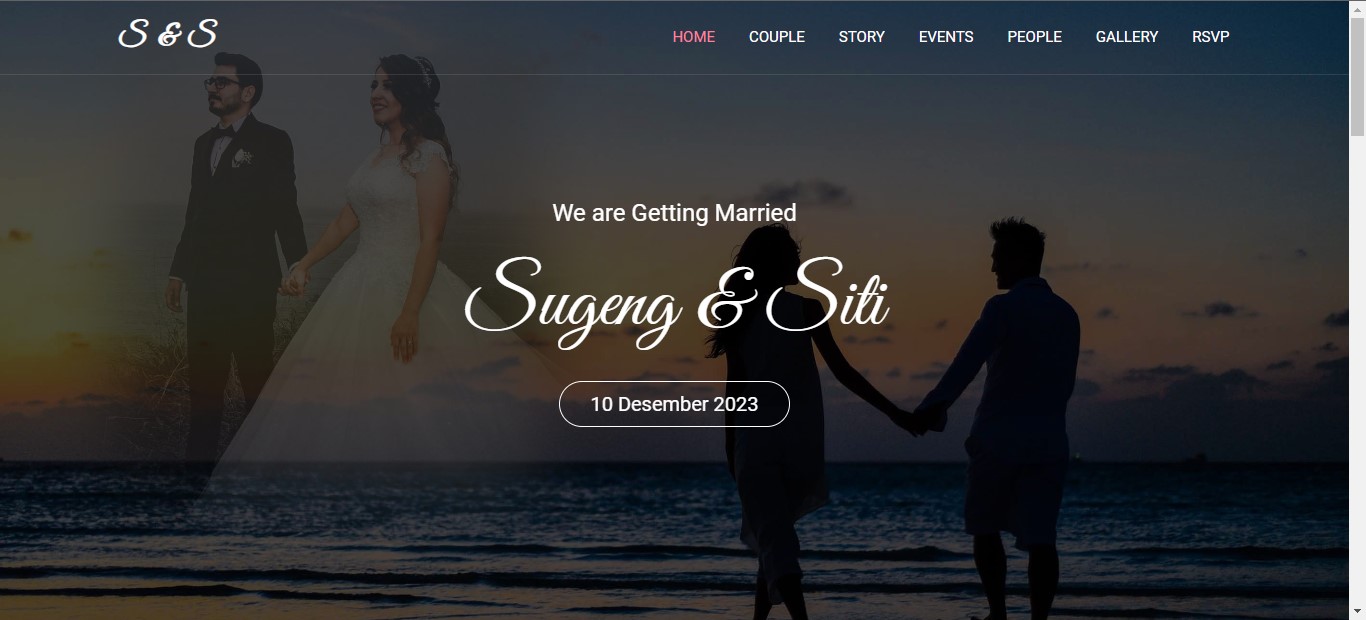 S & S
HOME COUPLE STORY EVENTS PEOPLE GALLERY RSVP
We are Getting Married
Sugeng & Siti
10 Desember 2023